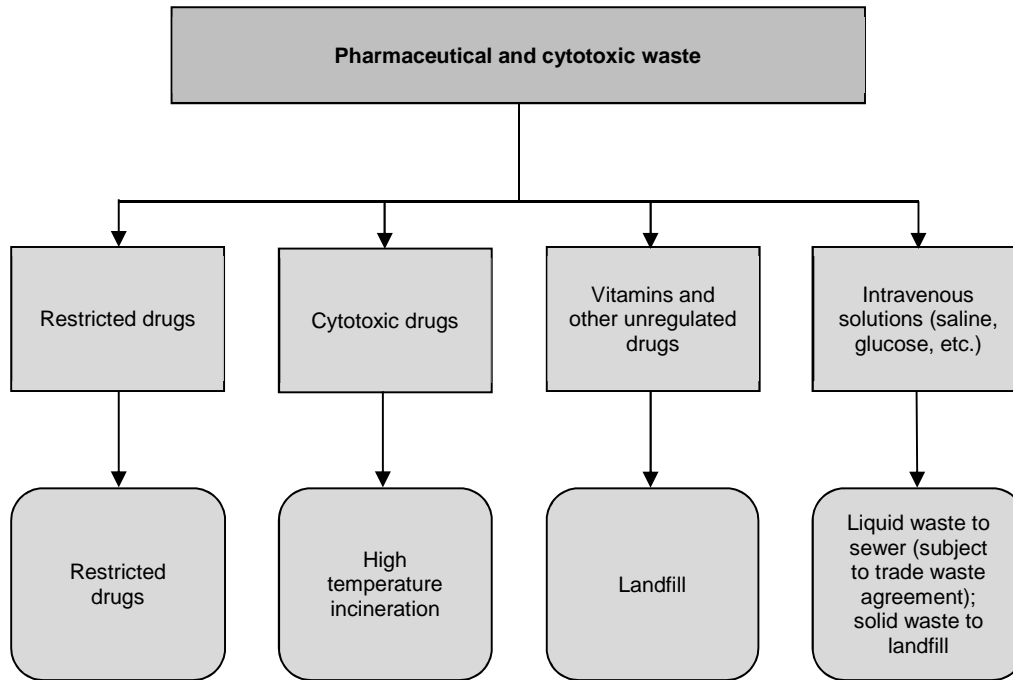 Pharmaceutical and cytotoxic waste
Restricted drugs
Cytotoxic drugs
Vitamins and
other unregulated
drugs
Intravenous
solutions (saline,
glucose, etc.)
Restricted
drugs
High
temperature
incineration
Landfill
Liquid waste to
sewer (subject
to trade waste
agreement);
solid waste to
landfill